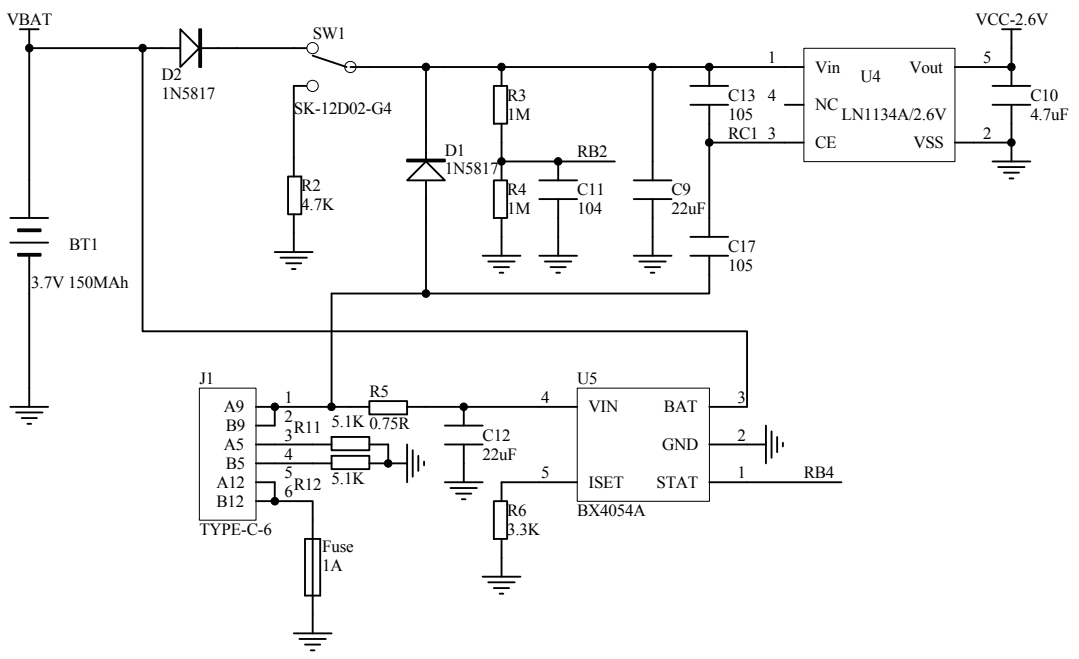 VBAT
D2
1N5817
SW1
SK-12D02-G4
R2
4.7K
BT1
3.7V 150MAh
D1
1N5817
R3
1M
RB2
R4
1M
C11
104
C9
22uF
C13
105
RC1
C17
105
1
4
3
Vin
NC
CE
U4
LN1134A/2.6V
Vout
VSS
5
2
VCC-2.6V
C10
4.7uF
J1
A9
B9
A5
B5
A12
B12
TYPE-C-6
1
2
3
4
5
6
R11
5.1K
R12
5.1K
R5
0.75R
C12
22uF
Fuse
1A
U5
4
VIN
5
ISET
BAT
3
GND
2
STAT
1
RB4
BX4054A
R6
3.3K